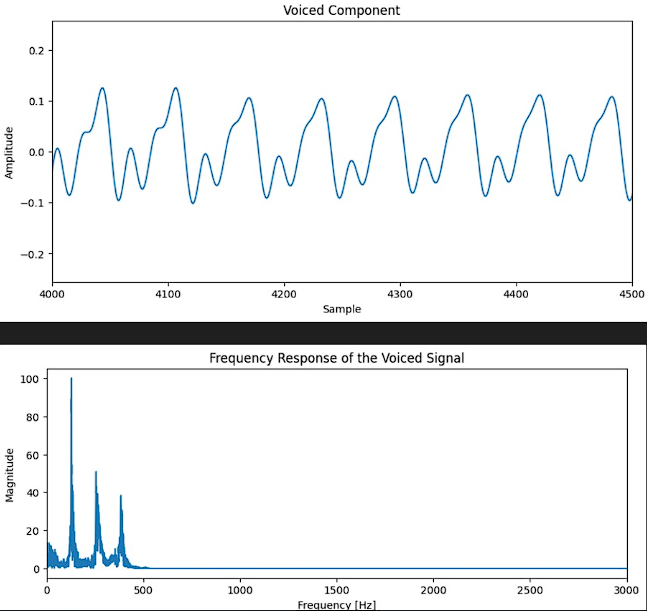 Voiced Component
0.2
0.1
0.0
−0.1
−0.2
Amplitude
4000 4100 4200 4300 4400 4500
Sample
Frequency Response of the Voiced Signal
100
80
60
40
20
0
Magnitude
0 500 1000 1500 2000 2500 3000
Frequency [Hz]